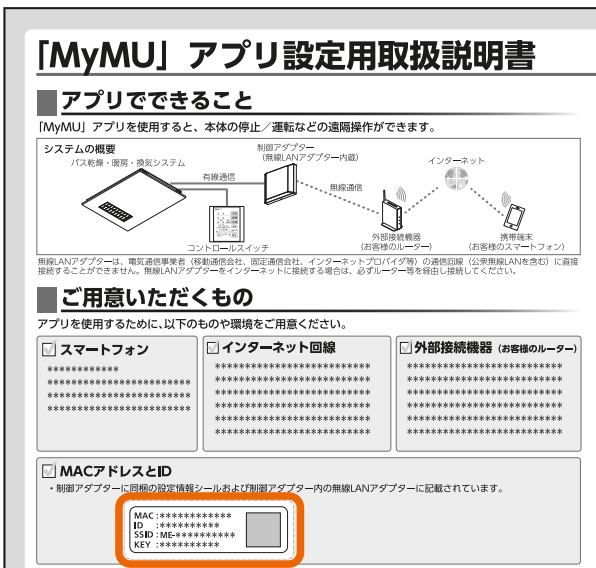 「MyMU」アプリ設定用取扱説明書
アプリでできること
「MyMU」アプリを使用すると、本体の停止／運転などの遠隔操作ができます。
システムの概要
バス乾燥・暖房・換気システム
有線通信
制御アダプター
（無線LANアダプター内蔵）
無線通信
インターネット
コントロールスイッチ
外部接続機器
（お客様のルーター）
携帯端末
（お客様のスマートフォン）
無線LANアダプターは、電気通信事業者（移動通信会社、固定通信会社、インターネットプロバイダ等）の通信回線（公衆無線LANを含む）に直接
接続することができません。無線LANアダプターをインターネットに接続する場合は、必ずルーター等を経由し接続してください。
ご用意いただくもの
アプリを使用するために、以下のものや環境をご用意ください。
スマートフォン
************
************************
************************
************************
インターネット回線
**************************
**************************
**************************
**************************
**************************
**************************
外部接続機器（お客様のルーター）
**************************
**************************
**************************
**************************
**************************
**************************
MACアドレスとID
・制御アダプターに同梱の設定情報シールおよび制御アダプター内の無線LANアダプターに記載されています。
MAC :************
ID :**********
SSID : ME-**********
KEY :**********